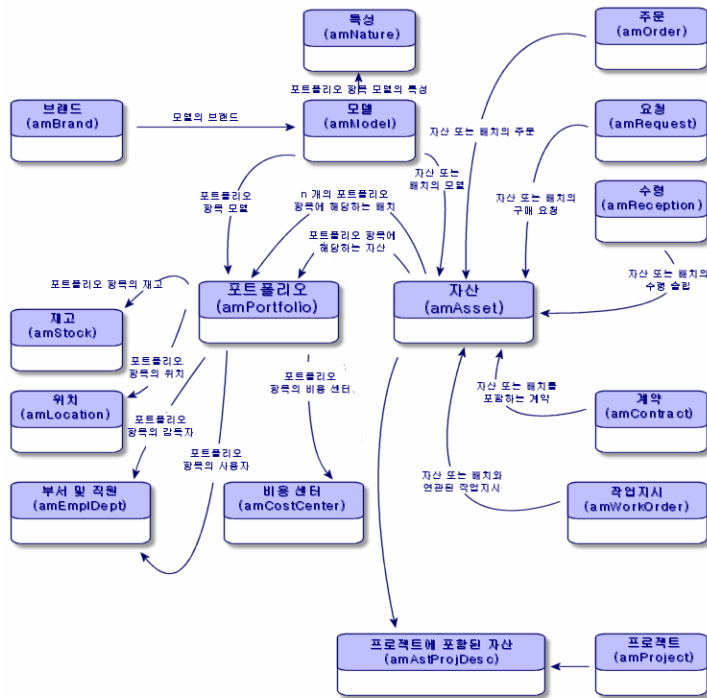 특성
(amNature)
주문
(amOrder)
포트폴리오 항목 모델의 특성
브랜드
(amBrand)
모델의 브랜드
모델
(amModel)
자산 또는 배치의 주문
요청
(amRequest)
자산 또는
배치의 모델
포트폴리오
항목 모델
n 개의 포트폴리오
항목에 해당하는 배치
자산 또는 배치의
구매 요청
수령
(amReception)
포트폴리오 항목에
해당하는 자산
자산 또는 배치의
수령 슬립
포트폴리오 항목의 재고
포트폴리오
(amPortfolio)
자산
(amAsset)
재고
(amStock)
포트폴리오
항목의 위치
포트폴리오
항목의 비용 센터.
자산 또는 배치를
포함하는 계약
위치
(amLocation)
계약
(amContract)
포트폴리오
항목의 감독자
포트폴리오
항목의 사용자
자산 또는 배치와
연관된 작업지시
부서 및 직원
(amEmplDept)
비용 센터
(amCostCenter)
작업지시
(amWorkOrder)
프로젝트에 포함된 자산
(amAstProjDesc)
프로젝트
(amProject)